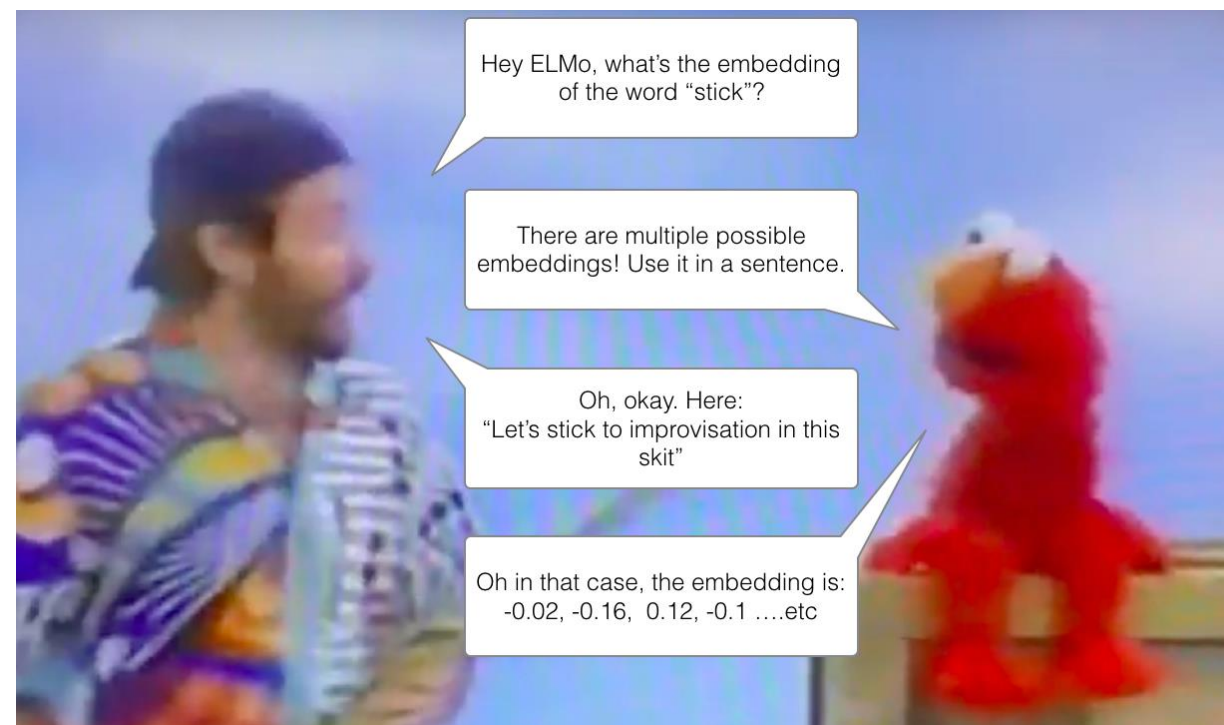 Hey ELMo, what's the embedding
of the word “stick”?
There are multiple possible
embeddings! Use it in a sentence.
Oh, okay. Here:
“Let's stick to improvisation in this
skit”
Oh in that case, the embedding is:
-0.02, -0.16, 0.12, -0.1 ….etc